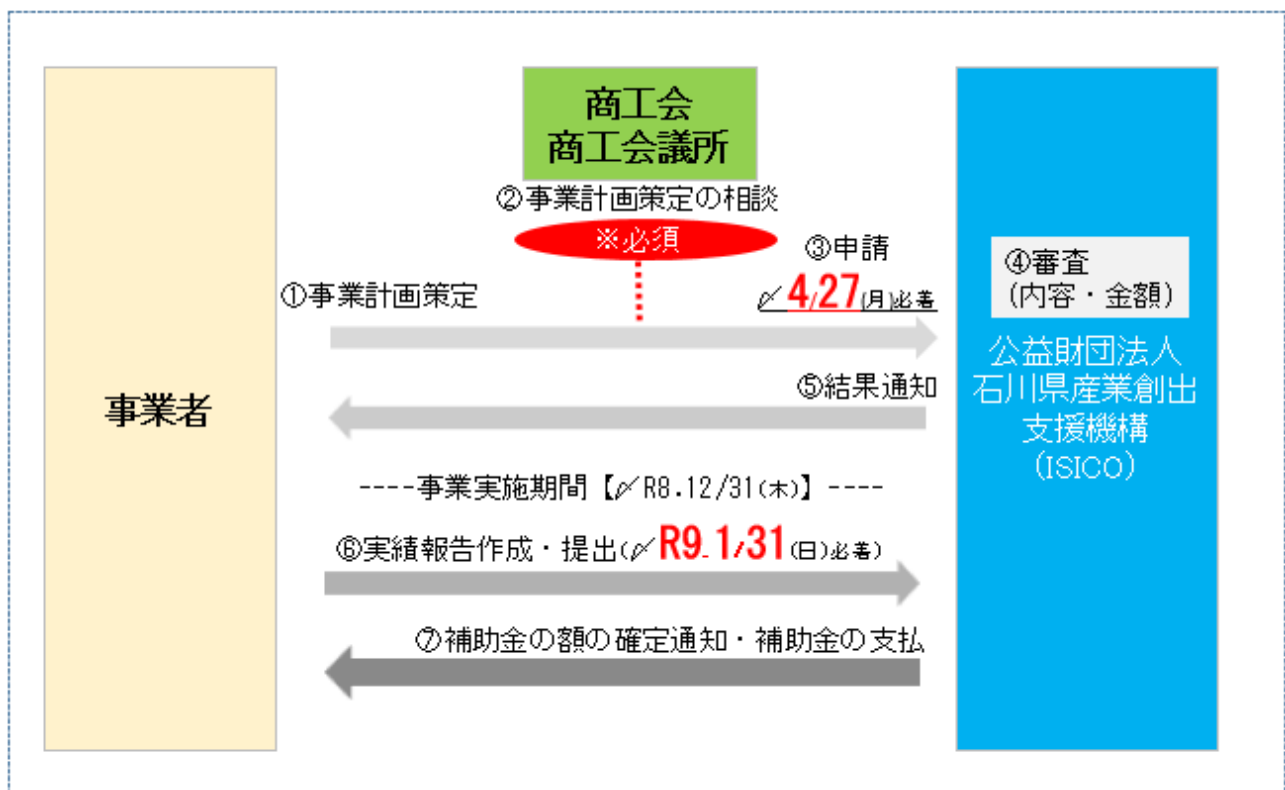 商工会
商工会議所
②事業計画策定の相談
※必須
③申請
〆4/27(月)必着
①事業計画策定
④審査
(内容・金額)
公益財団法人
石川県産業創出
支援機構
(ISICO)
⑤結果通知
事業者
----事業実施期間【〆R8.12/31(木)】----
⑥実績報告作成・提出(〆R9.1/31(日)必着)
⑦補助金の額の確定通知・補助金の支払